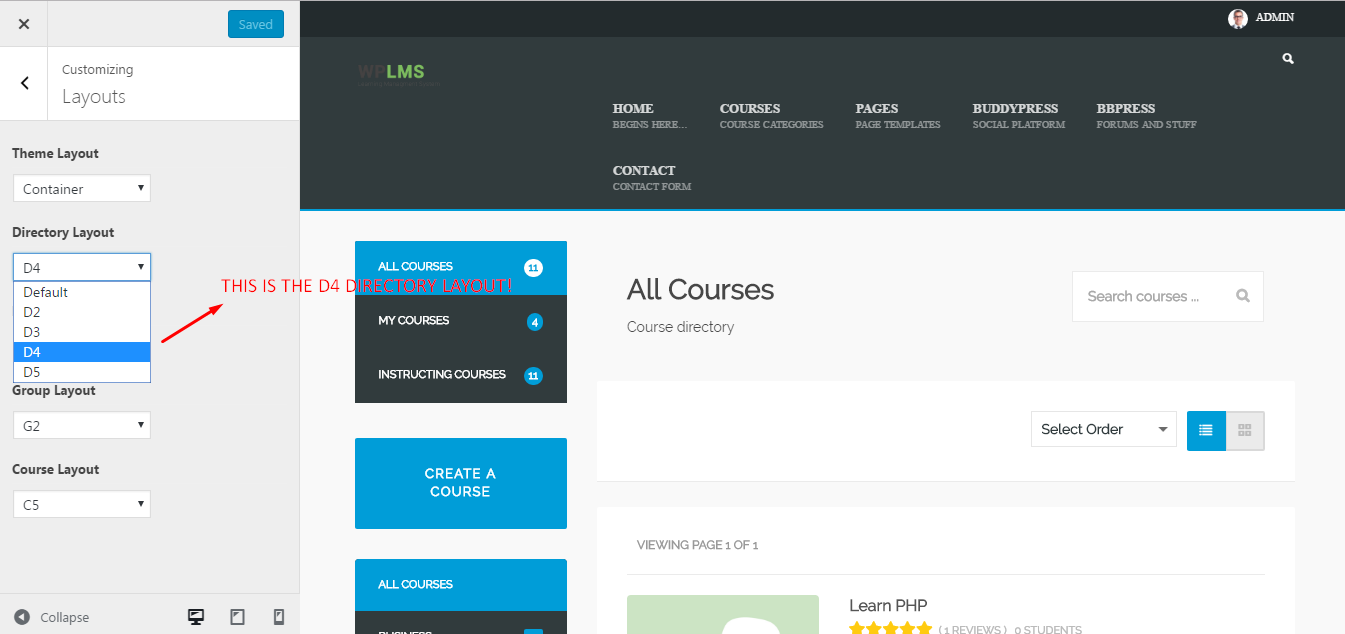 Saved
Customizing
Layouts
Theme Layout
Container
Directory Layout
D4
Default
D2
D3
D4
D5
Group Layout
G2
Course Layout
C5
Collapse
THIS IS THE D4 DIRECTORY LAYOUT!
ADMIN
WPLMS
HOME
BEGINS HERE...
COURSES
COURSE CATEGORIES
PAGES
PAGE TEMPLATES
BUDDYPRESS
SOCIAL PLATFORM
BBPRESS
FORUMS AND STUFF
CONTACT
CONTACT FORM
ALL COURSES 11
MY COURSES 4
INSTRUCTING COURSES 11
CREATE A
COURSE
ALL COURSES
BUSINESS
All Courses
Course directory
Search courses ...
Select Order
VIEWING PAGE 1 OF 1
Learn PHP
( 1 REVIEWS ) 0 STUDENTS